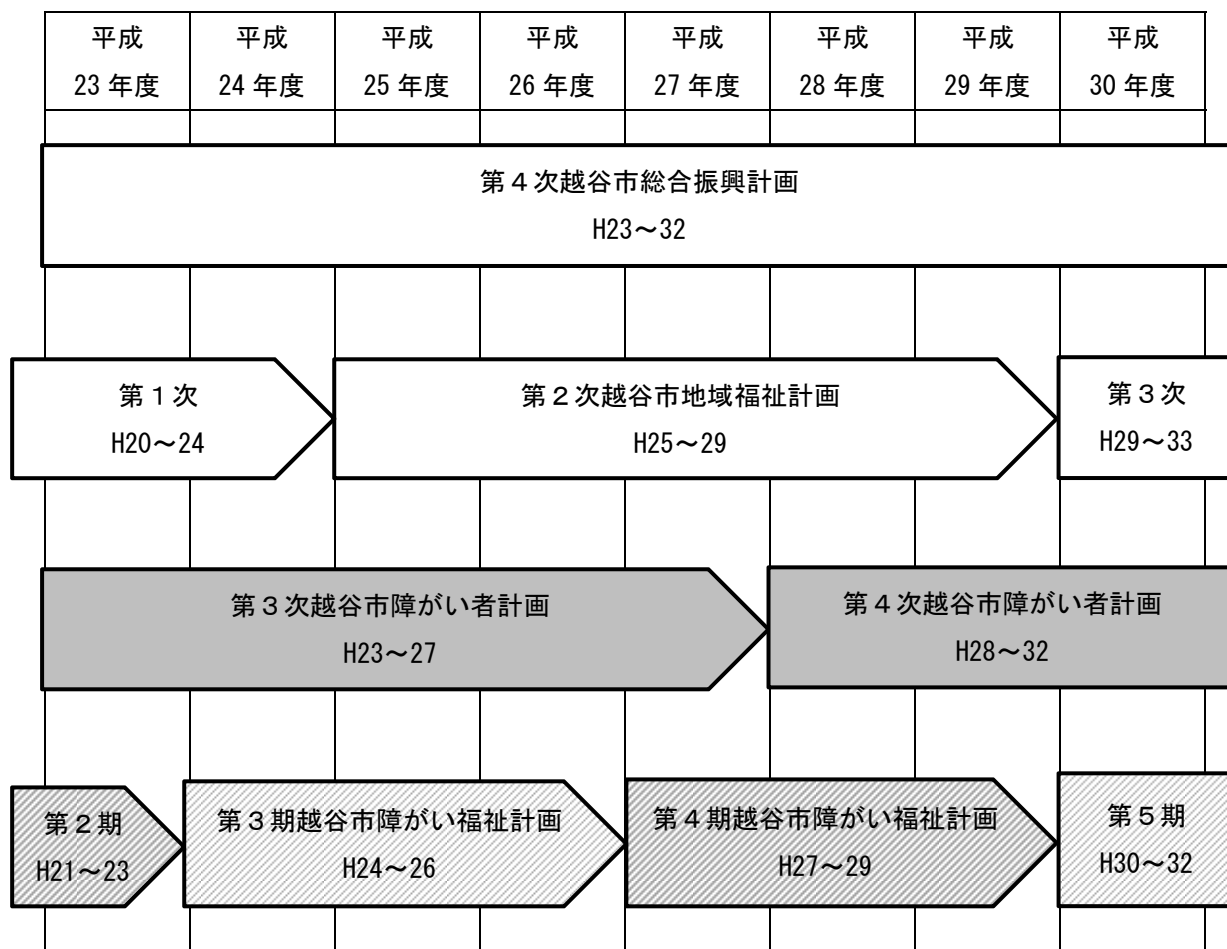 平成 平成 平成 平成 平成 平成 平成 平成
23 年度 24 年度 25 年度 26 年度 27 年度 28 年度 29 年度 30 年度
第４次越谷市総合振興計画
H23～32
第１次
H20～24
第２次越谷市地域福祉計画
H25～29
第３次
H29～33
第３次越谷市障がい者計画
H23～27
第４次越谷市障がい者計画
H28～32
第２期
H21～23
第３期越谷市障がい福祉計画
H24～26
第４期越谷市障がい福祉計画
H27～29
第５期
H30～32